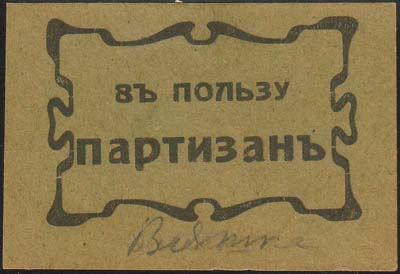 Въ пользу
партизанъ